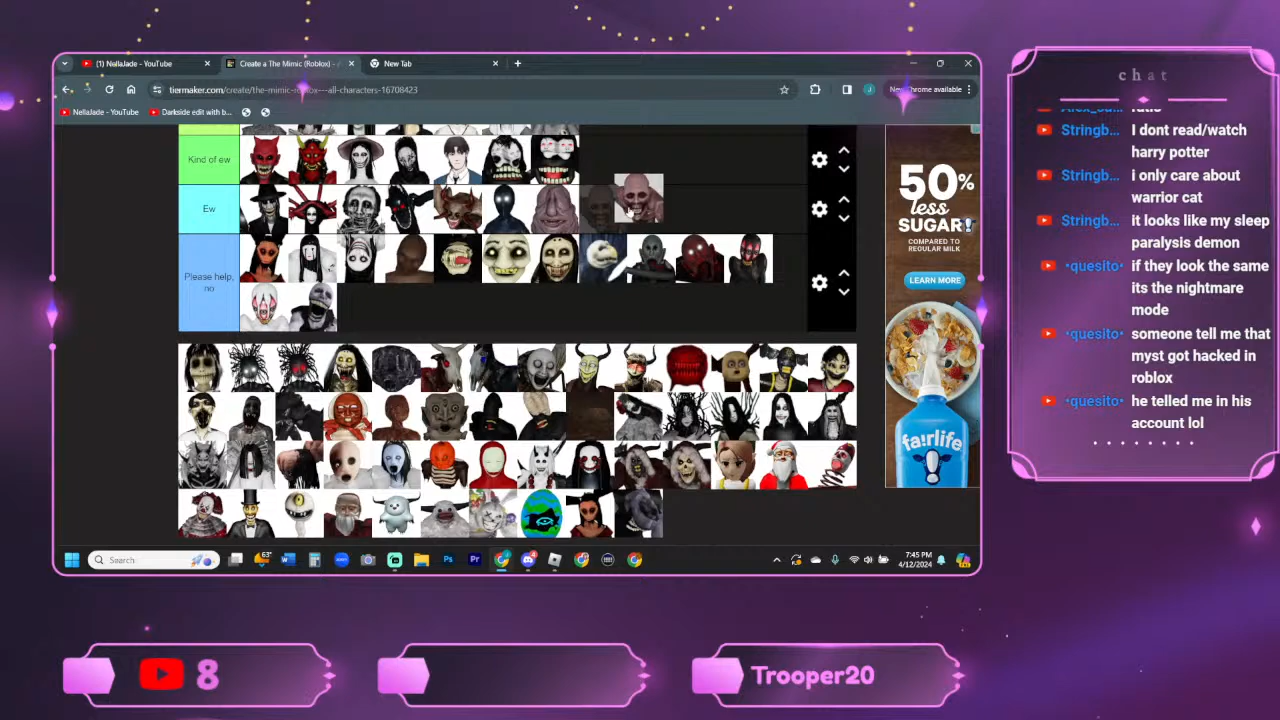 (1) NellaJade - YouTube
Create a The Mimic (Roblox) -
New Tab
tiermaker.com/create/the-mimic-roblox---all-characters-16708423
New Chrome available
NellaJade - YouTube
Darkside edit with b...
Kind of ew
Ew
Please help, no
50%
less
SUGAR
COMPARED TO
REGULAR MILK
LEARN MORE
fa!rlife
Search
63°
7:45 PM
4/12/2024
chat
Stringb...
I dont read/watch
harry potter
Stringb...
i only care about
warrior cat
Stringb...
it looks like my sleep
paralysis demon
•quesito•
if they look the same
its the nightmare
mode
•quesito•
someone tell me that
myst got hacked in
roblox
•quesito•
he told me in his
account lol
8
Trooper20